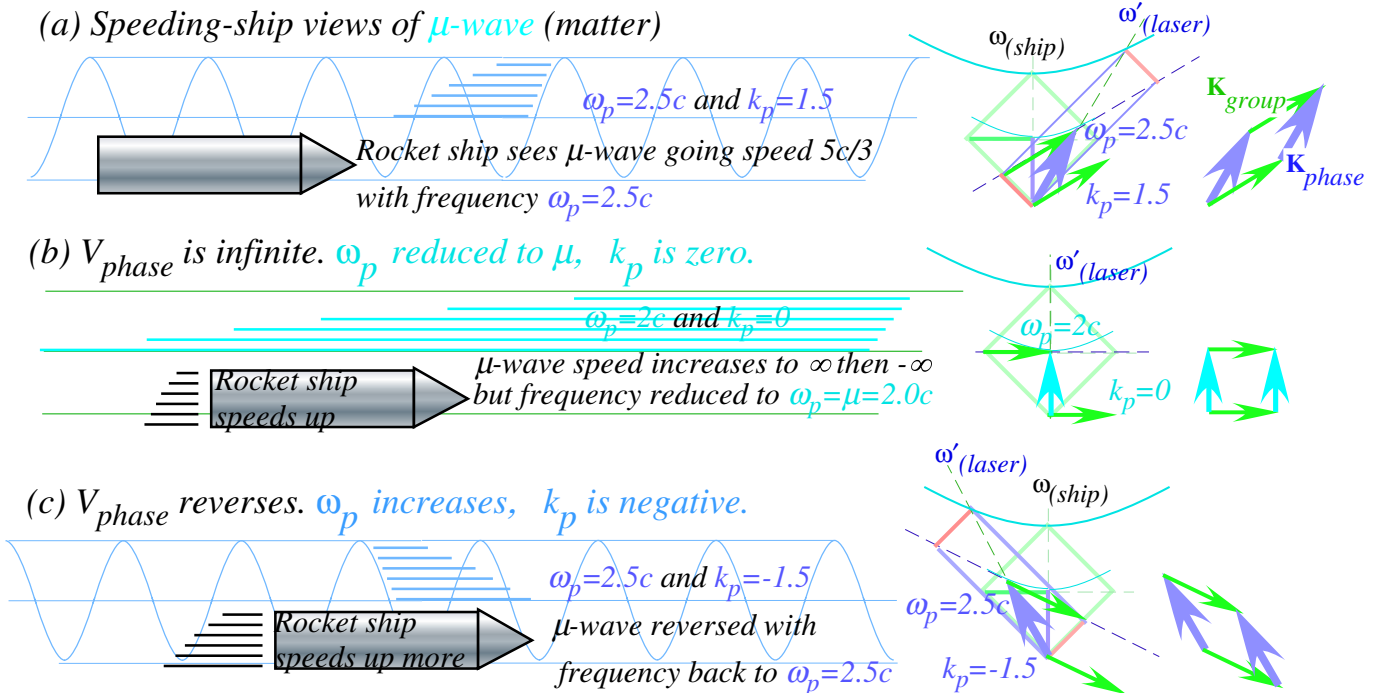 (a) Speeding-ship views of μ-wave (matter)
ω(ship)
ω′(laser)
ωp=2.5c and kp=1.5
Kgroup
ωp=2.5c
Rocket ship sees μ-wave going speed 5c/3
Kphase
with frequency ωp=2.5c
kp=1.5
(b) Vphase is infinite. ωp reduced to μ, kp is zero.
ω′(laser)
ωp=2c and kp=0
ωp=2c
μ-wave speed increases to ∞ then -∞
Rocket ship
but frequency reduced to ωp=μ=2.0c
speeds up
kp=0
ω′(laser)
(c) Vphase reverses. ωp increases, kp is negative.
ω(ship)
ωp=2.5c and kp=-1.5
ωp=2.5c
Rocket ship
μ-wave reversed with
speeds up more
frequency back to ωp=2.5c
kp=-1.5